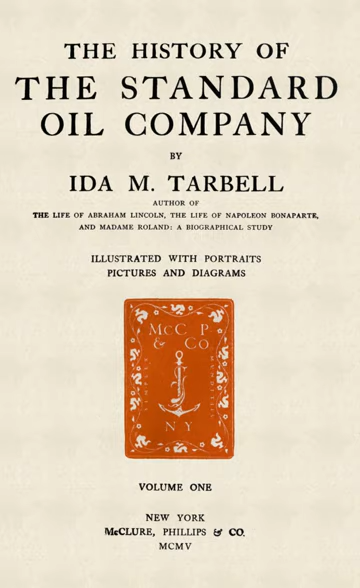 THE HISTORY OF
THE STANDARD
OIL COMPANY
BY
IDA M. TARBELL
AUTHOR OF
THE LIFE OF ABRAHAM LINCOLN, THE LIFE OF NAPOLEON BONAPARTE,
AND MADAME ROLAND: A BIOGRAPHICAL STUDY
ILLUSTRATED WITH PORTRAITS
PICTURES AND DIAGRAMS
McC P
& Co.
N Y
VOLUME ONE
NEW YORK
McCLURE, PHILLIPS & CO.
MCMV